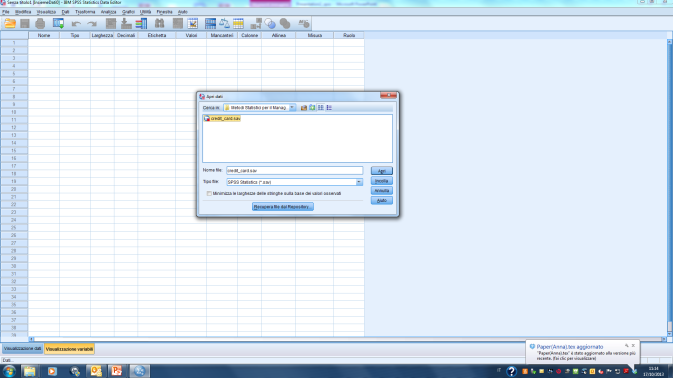 Senza titolo1 [InsiemeDati0] - IBM SPSS Statistics Data Editor
File Modifica Visualizza Dati Trasforma Analizza Grafici Utilità Finestra Aiuto
Nome Tipo Larghezza Decimali Etichetta Valori Mancanti Colonne Allinea Misura Ruolo
1
2
3
4
5
6
7
8
9
10
11
12
13
14
15
16
17
18
19
20
21
22
23
24
25
26
27
28
29
30
31
32
33
34
35
36
37
38
39
Apri dati
Cerca in: Metodi Statistici per il Manag
credit_card.sav
Nome file: credit_card.sav
Apri
Tipo file: SPSS Statistics (*.sav)
Incolla
Minimizza le larghezze delle stringhe sulla base dei valori osservati
Annulla
Recupera file dal Repository...
Aiuto
Visualizzazione dati Visualizzazione variabili
Dati
Paper(Anna).tex aggiornato
"Paper(Anna).tex" è stato aggiornato alla versione più
recente. (Fai clic per visualizzare)
IT
15:14
17/10/2013